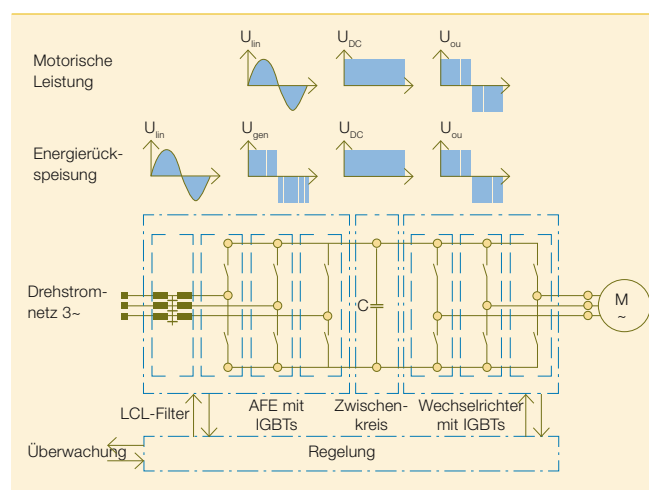 Motorische
Leistung
U_lin
U_DC
U_ou
Energierück-
speisung
U_lin
U_gen
U_DC
U_ou
Drehstrom-
netz 3~
C
M
~
LCL-Filter
AFE mit
IGBTs
Zwischen-
kreis
Wechselrichter
mit IGBTs
Überwachung
Regelung